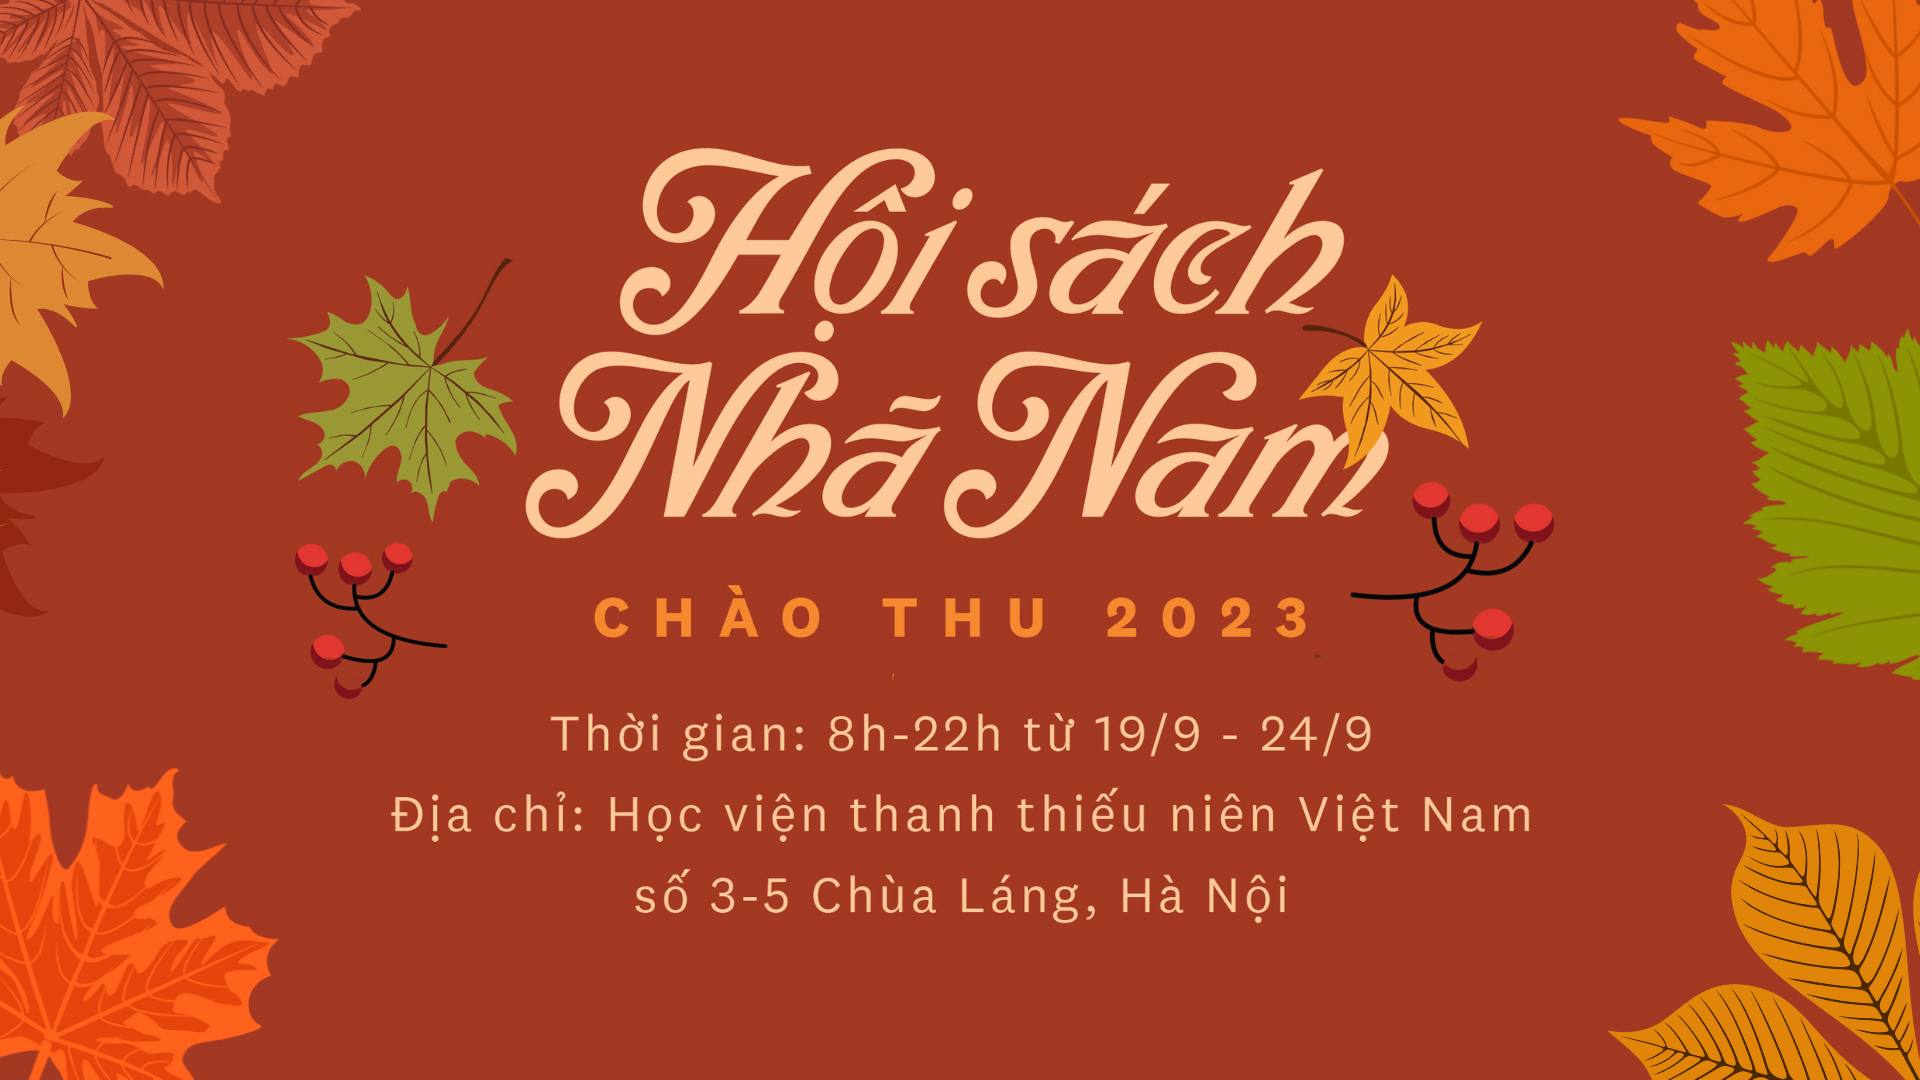 Hội sách
Nhã Nam
CHÀO THU 2023
Thời gian: 8h-22h từ 19/9 - 24/9
Địa chỉ: Học viện thanh thiếu niên Việt Nam
số 3-5 Chùa Láng, Hà Nội